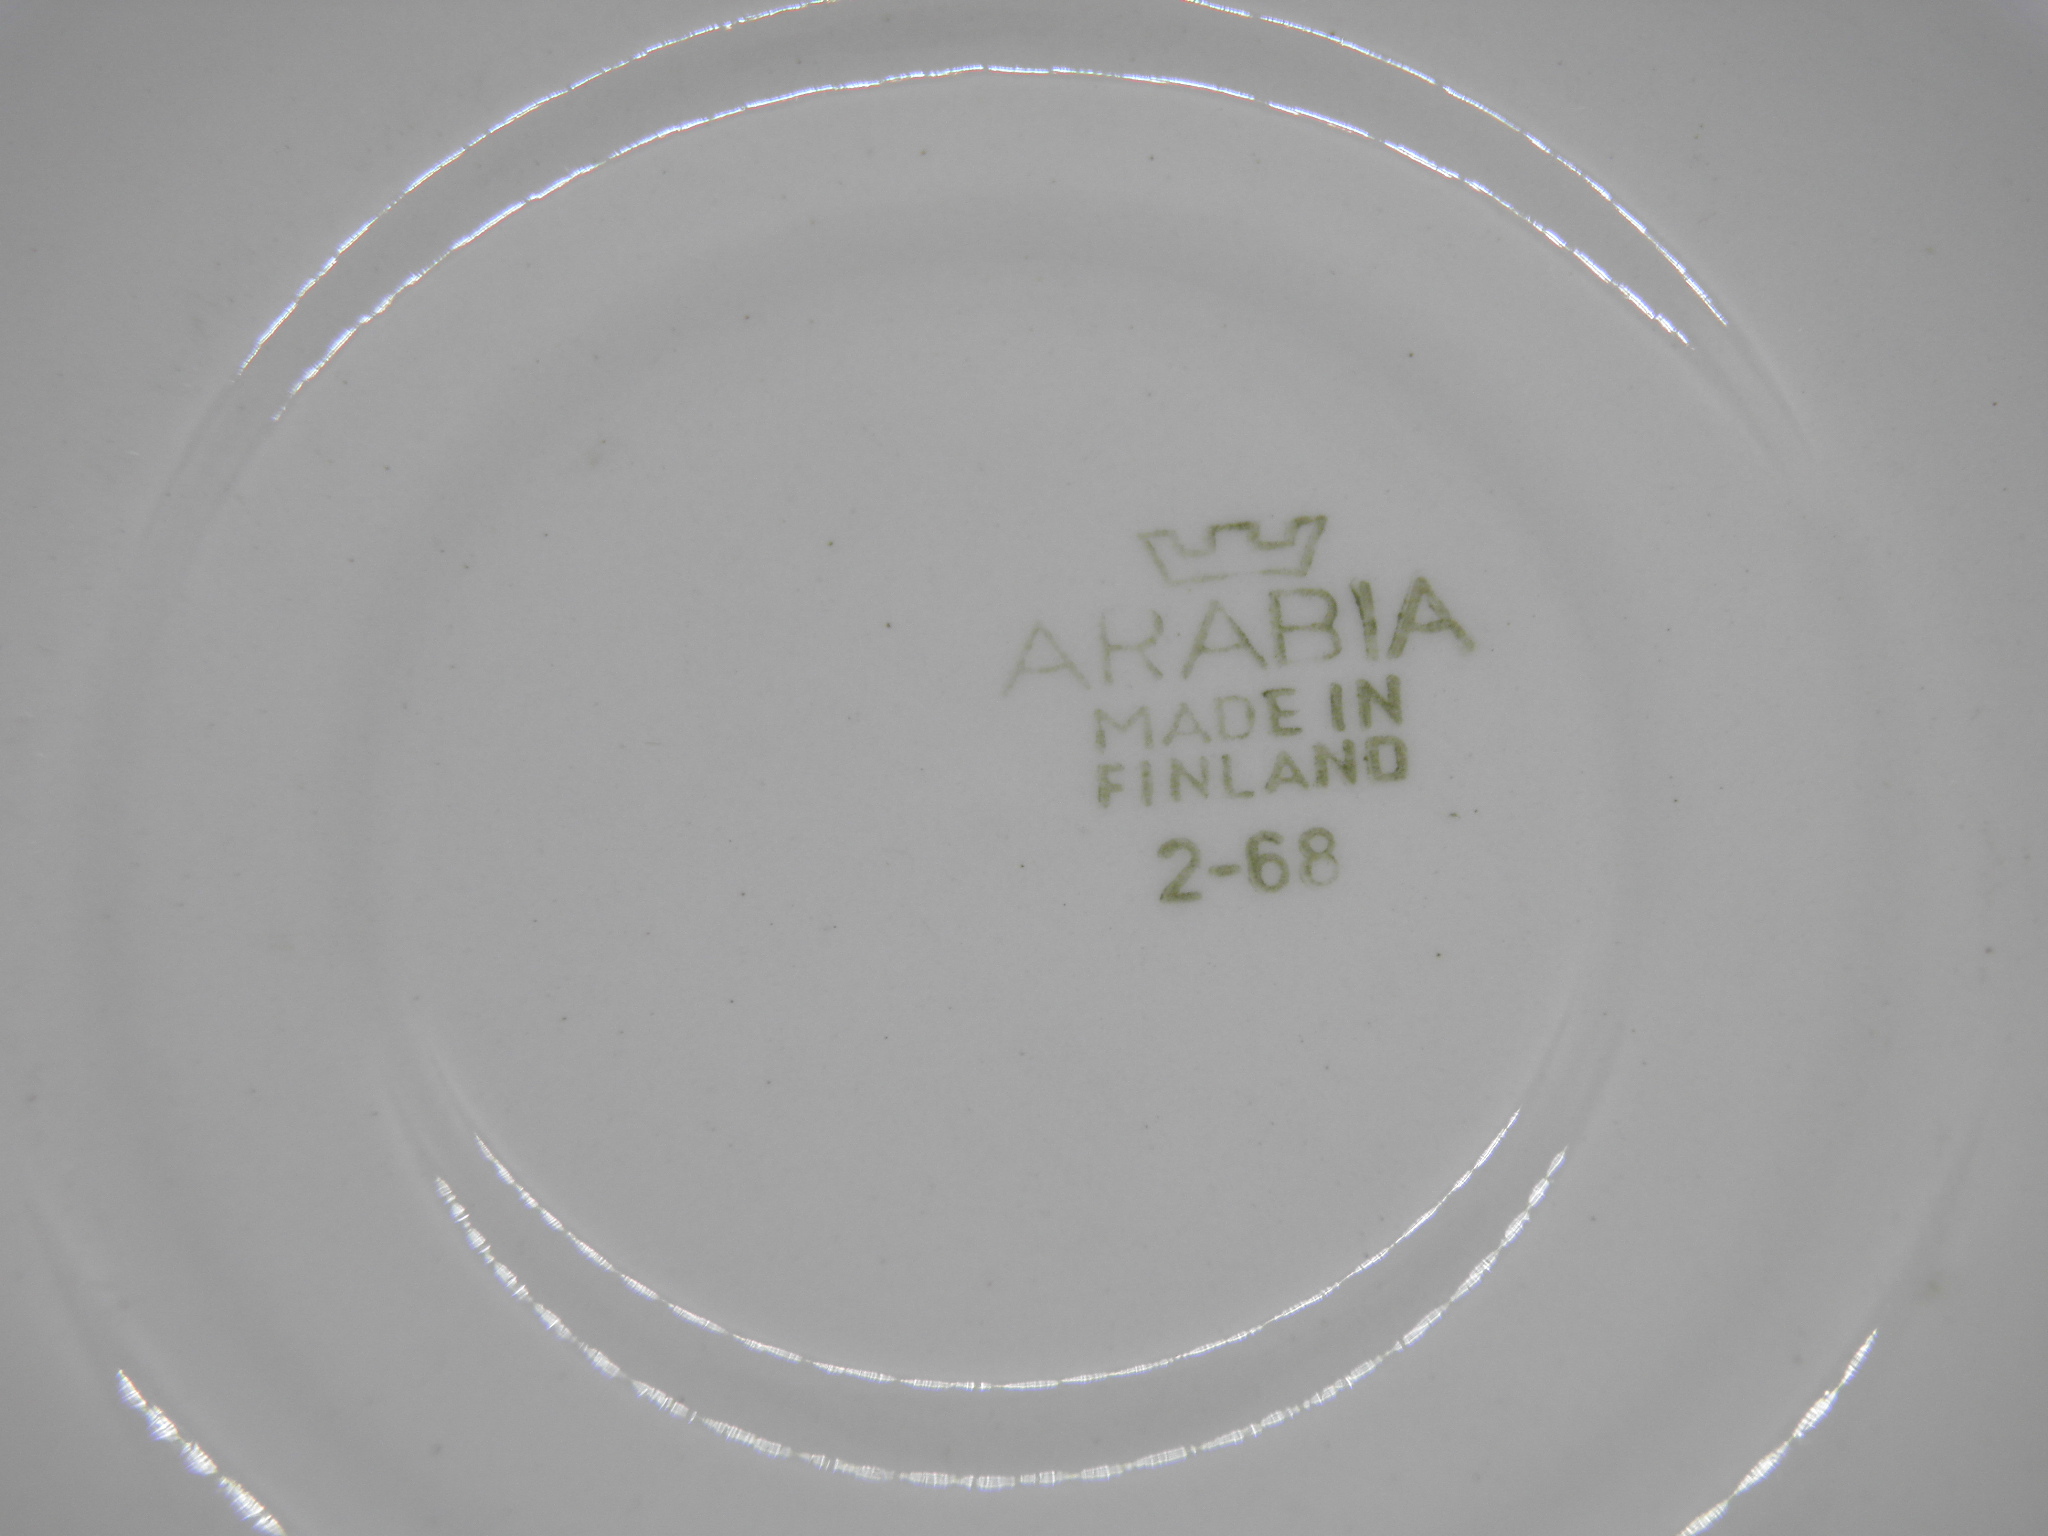 ARABIA
MADE IN
FINLAND
2-68